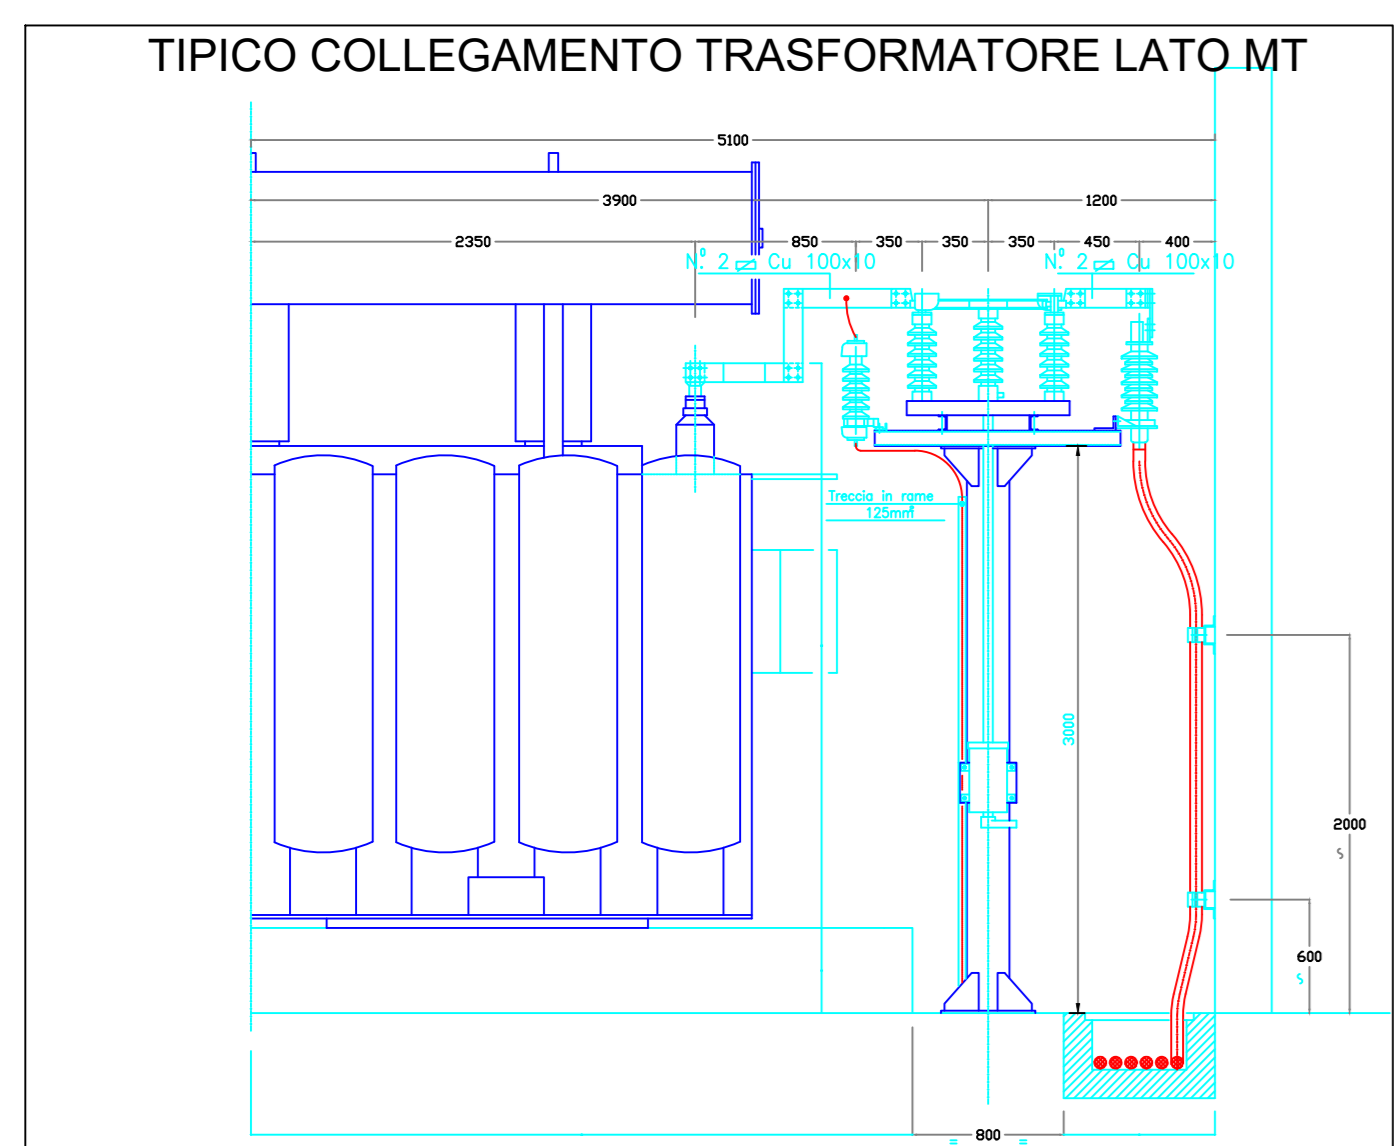 TIPICO COLLEGAMENTO TRASFORMATORE LATO MT
5100
3900 1200
2350 850 350 350 350 450 400
N.° 2 Cu 100x10 N.° 2 Cu 100x10
Treccia in rame
125mm²
3000
2000
600
800
= =